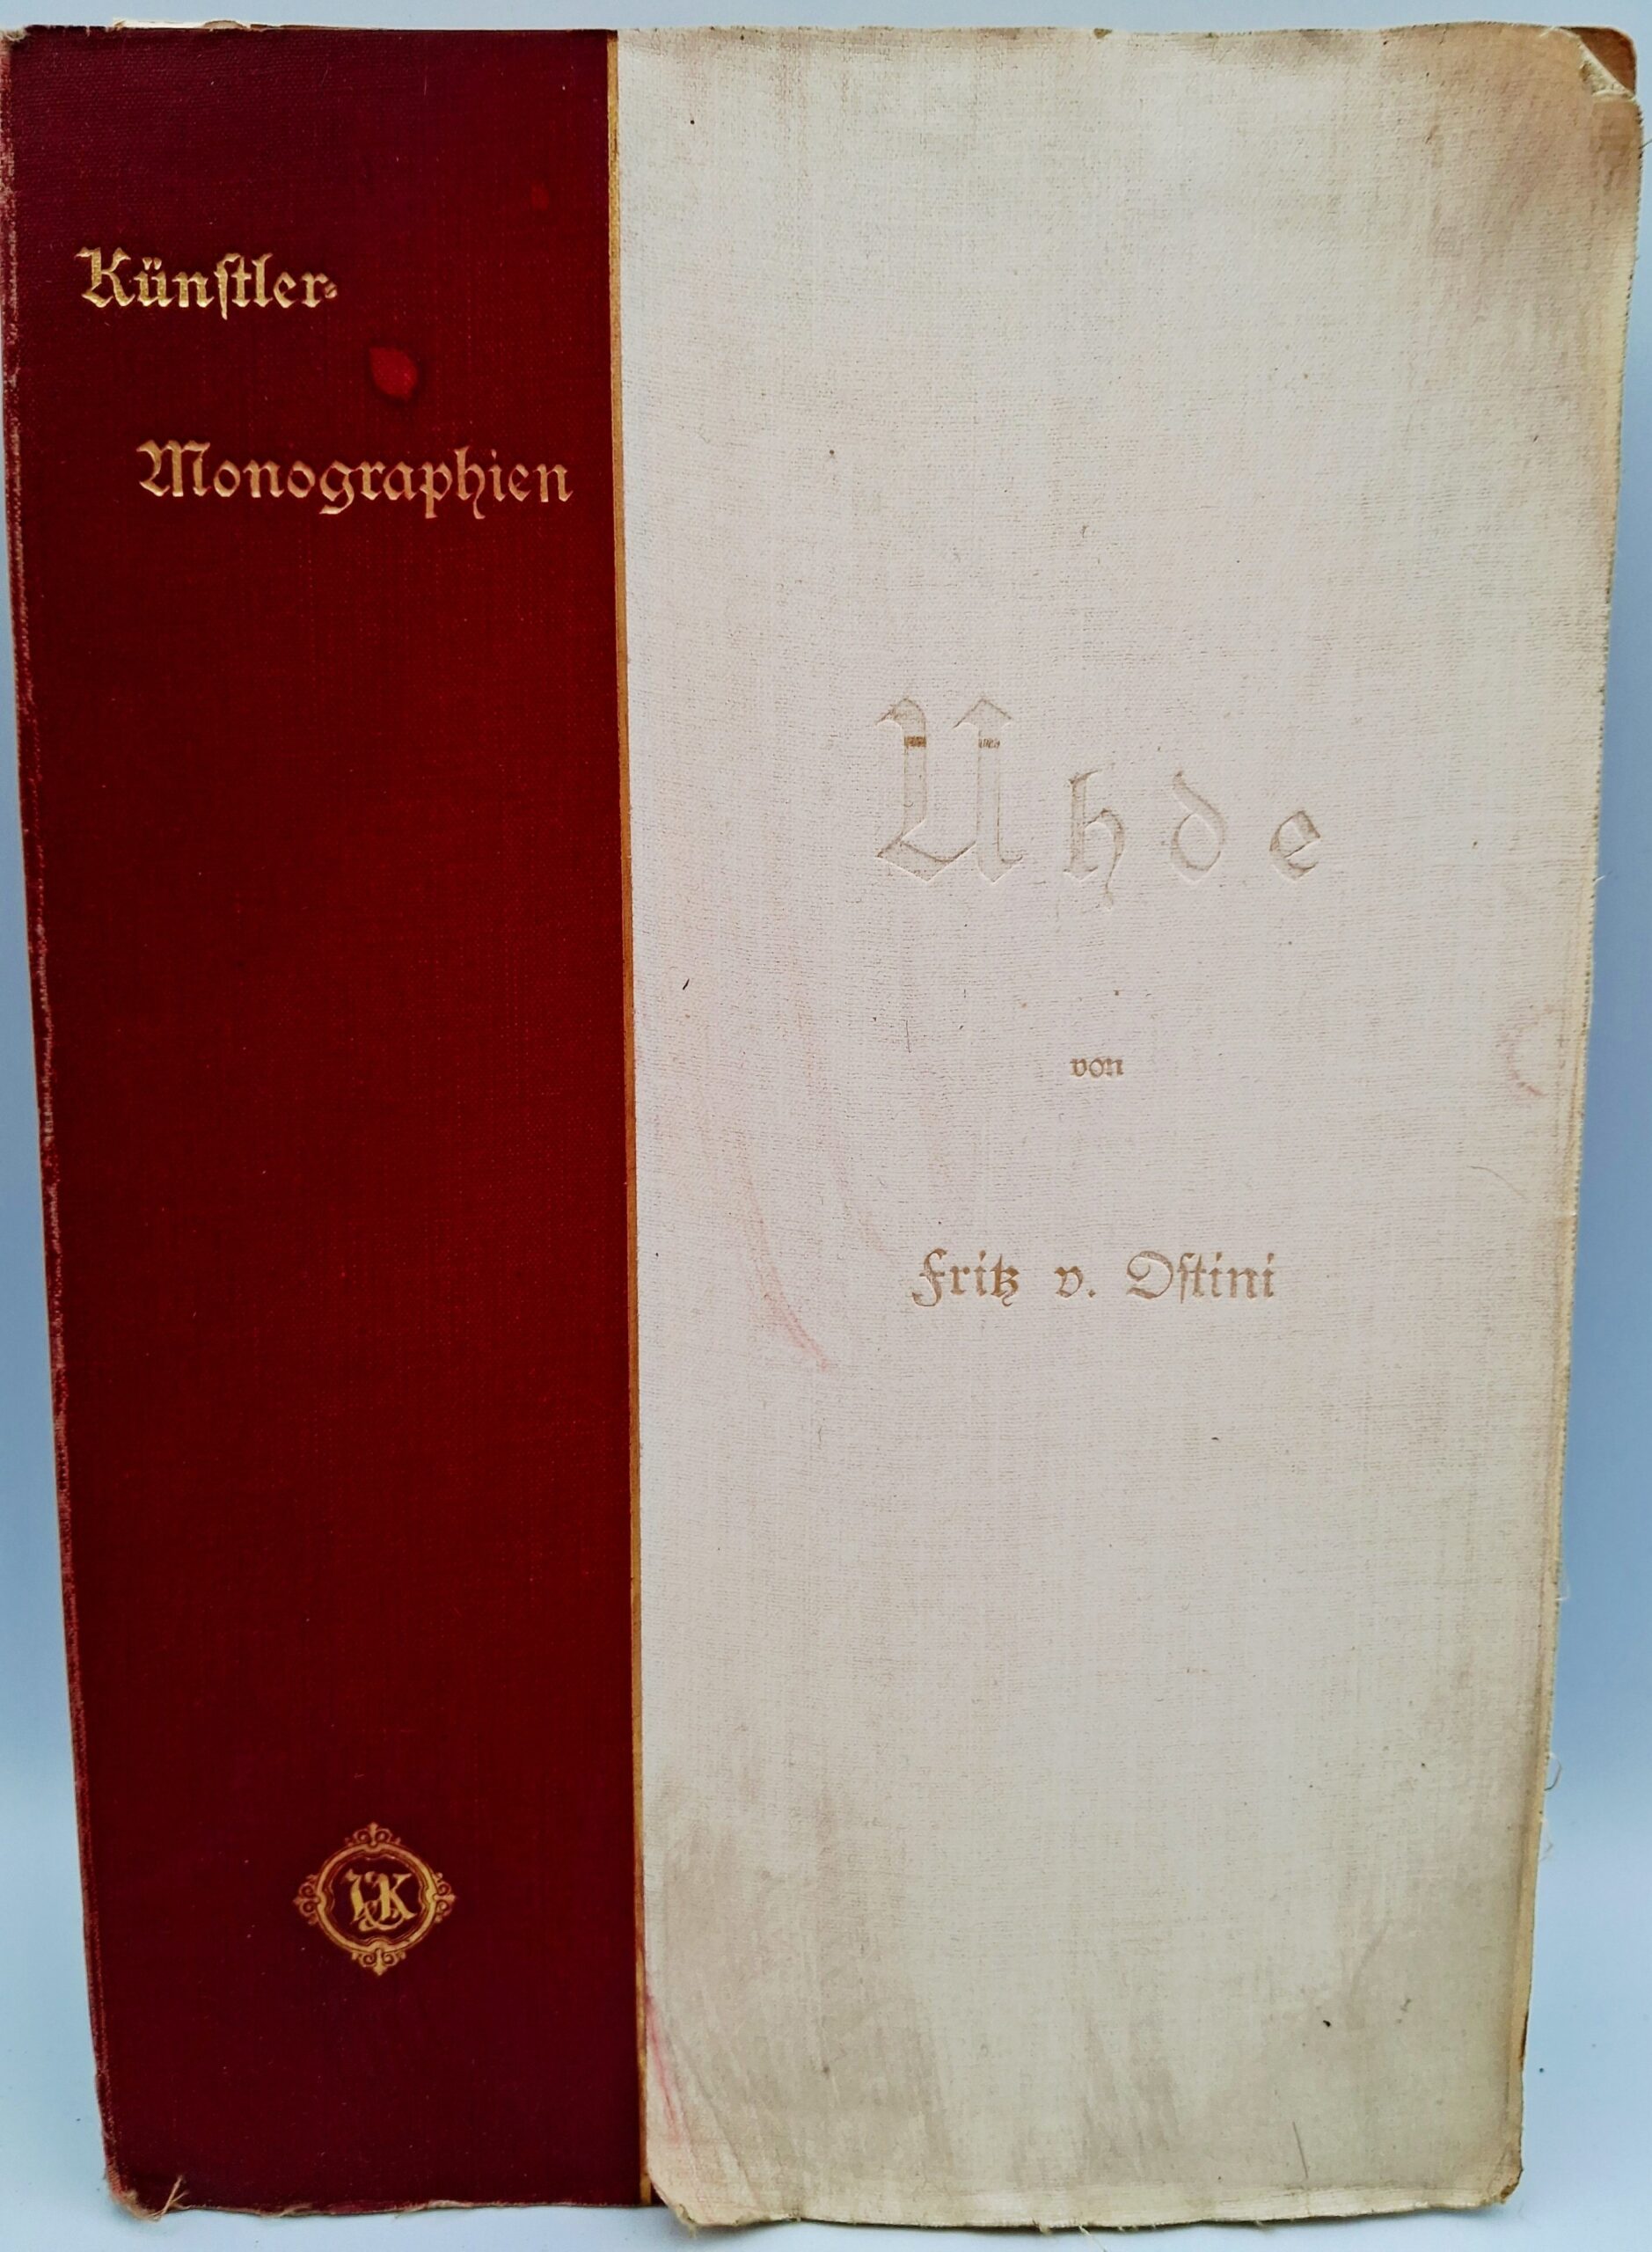 Künſtler⸗
Monographien
V&K
Uhde
von
Fritz v. Oſtini